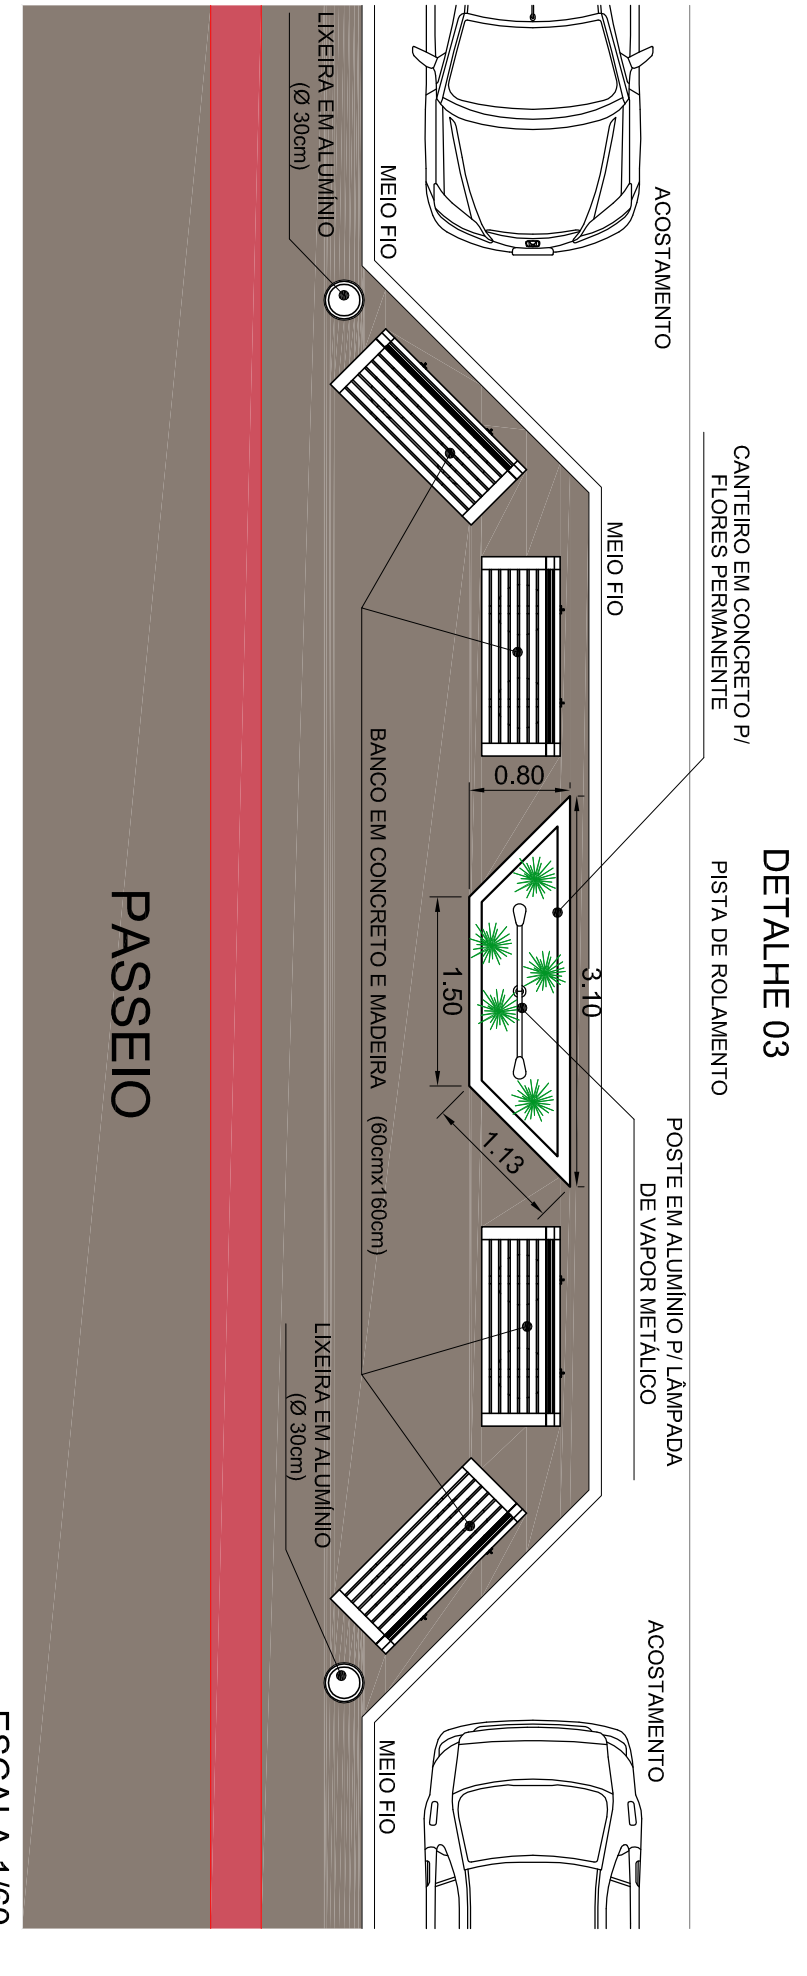 DETALHE 03
CANTEIRO EM CONCRETO P/
FLORES PERMANENTE
PISTA DE ROLAMENTO
ACOSTAMENTO
POSTE EM ALUMÍNIO P/ LÂMPADA
DE VAPOR METÁLICO
ACOSTAMENTO
MEIO FIO
3.10
0.80
1.13
1.50
MEIO FIO
BANCO EM CONCRETO E MADEIRA (60cmx160cm)
MEIO FIO
LIXEIRA EM ALUMÍNIO
(Ø 30cm)
LIXEIRA EM ALUMÍNIO
(Ø 30cm)
PASSEIO